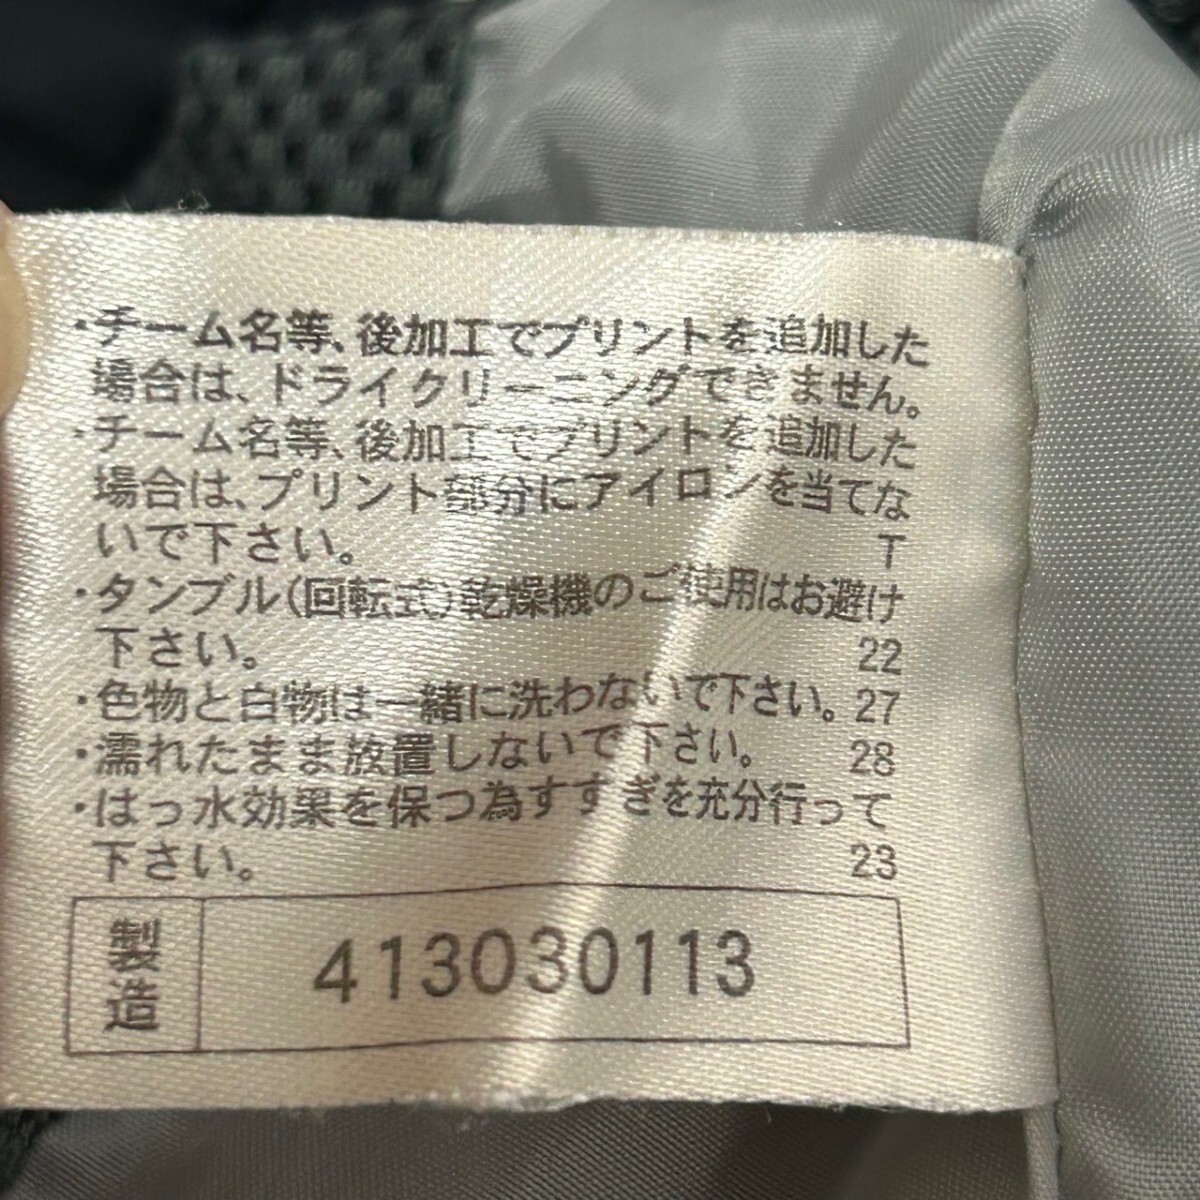 ・チーム名等、後加工でプリントを追加した
場合は、ドライクリーニングできません。
・チーム名等、後加工でプリントを追加した
場合は、プリント部分にアイロンを当てな
いで下さい。 T
・タンブル(回転式)乾燥機のご使用はお避け
下さい。 22
・色物と白物は一緒に洗わないで下さい。27
・濡れたまま放置しないで下さい。 28
・はっ水効果を保つ為すすぎを充分行って
下さい。 23
製造 413030113